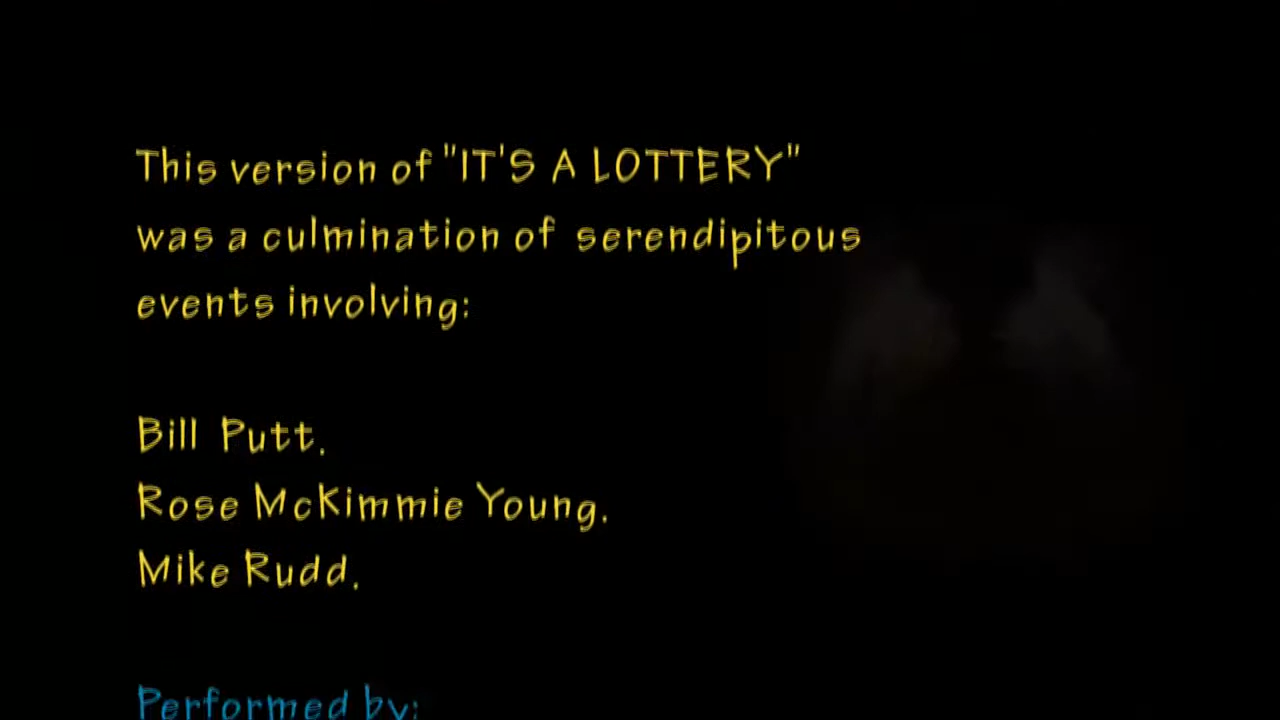 This version of "IT'S A LOTTERY"
was a culmination of serendipitous
events involving:
Bill Putt.
Rose McKimmie Young.
Mike Rudd.
Performed by: